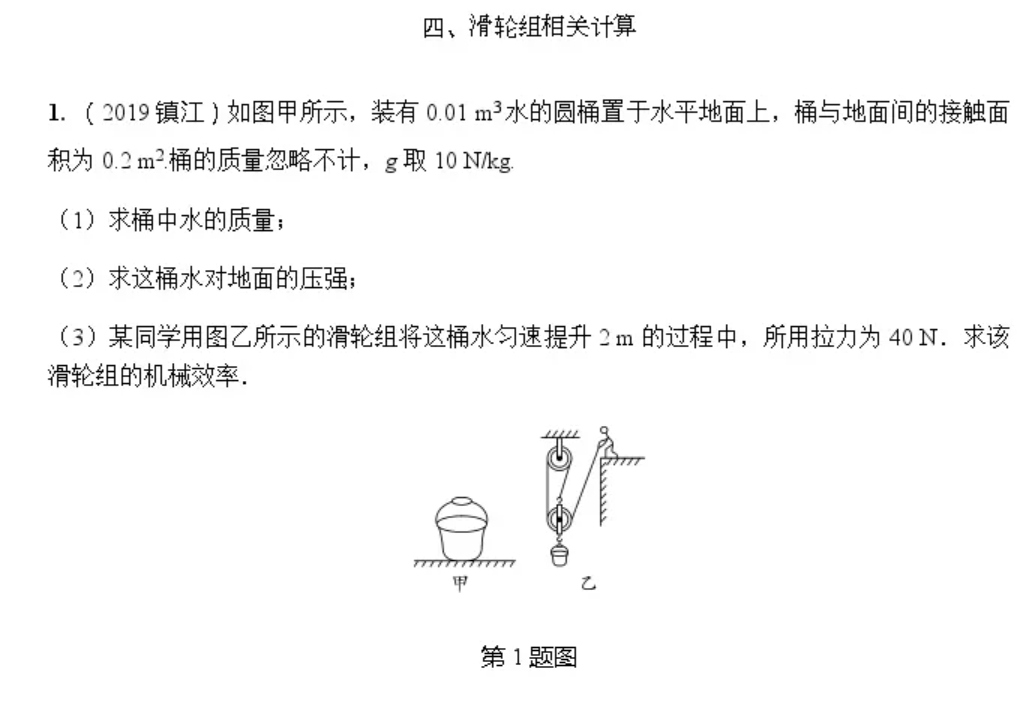 四、滑轮组相关计算
1.（2019镇江）如图甲所示，装有 0.01 m³水的圆桶置于水平地面上，桶与地面间的接触面
积为 0.2 m².桶的质量忽略不计，g 取 10 N/kg.
（1）求桶中水的质量；
（2）求这桶水对地面的压强；
（3）某同学用图乙所示的滑轮组将这桶水匀速提升 2 m 的过程中，所用拉力为 40 N．求该
滑轮组的机械效率．
甲
乙
第 1 题图